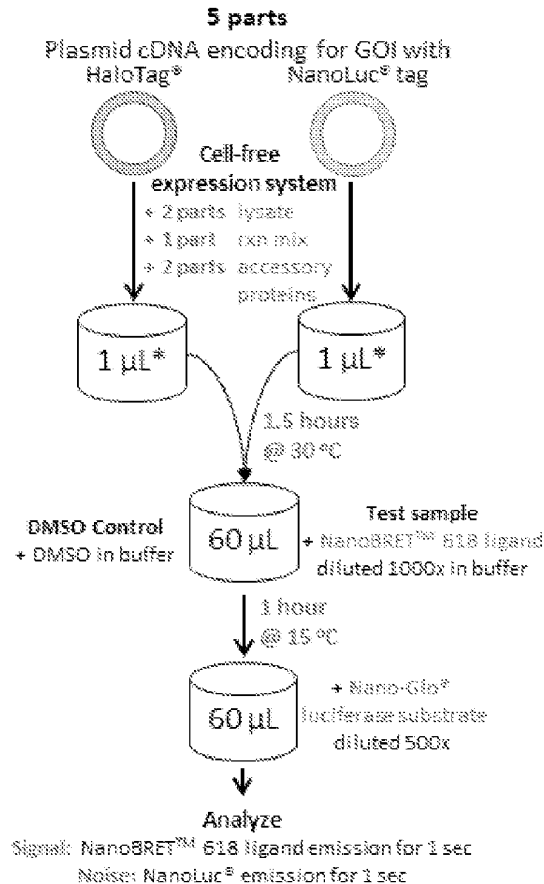 5 parts
Plasmid cDNA encoding for GOI with
HaloTag® NanoLuc® tag
Cell-free
expression system
+ 2 parts lysate
+ 1 part rxn mix
+ 2 parts accessory
proteins
1 µL* 1 µL*
1.5 hours
@ 30 °C
DMSO Control
+ DMSO in buffer
60 µL
Test sample
+ NanoBRET™ 618 ligand
diluted 1000x in buffer
1 hour
@ 15 °C
60 µL
+ Nano-Glo®
luciferase substrate
diluted 500x
Analyze
Signal: NanoBRET™ 618 ligand emission for 1 sec
Noise: NanoLuc® emission for 1 sec